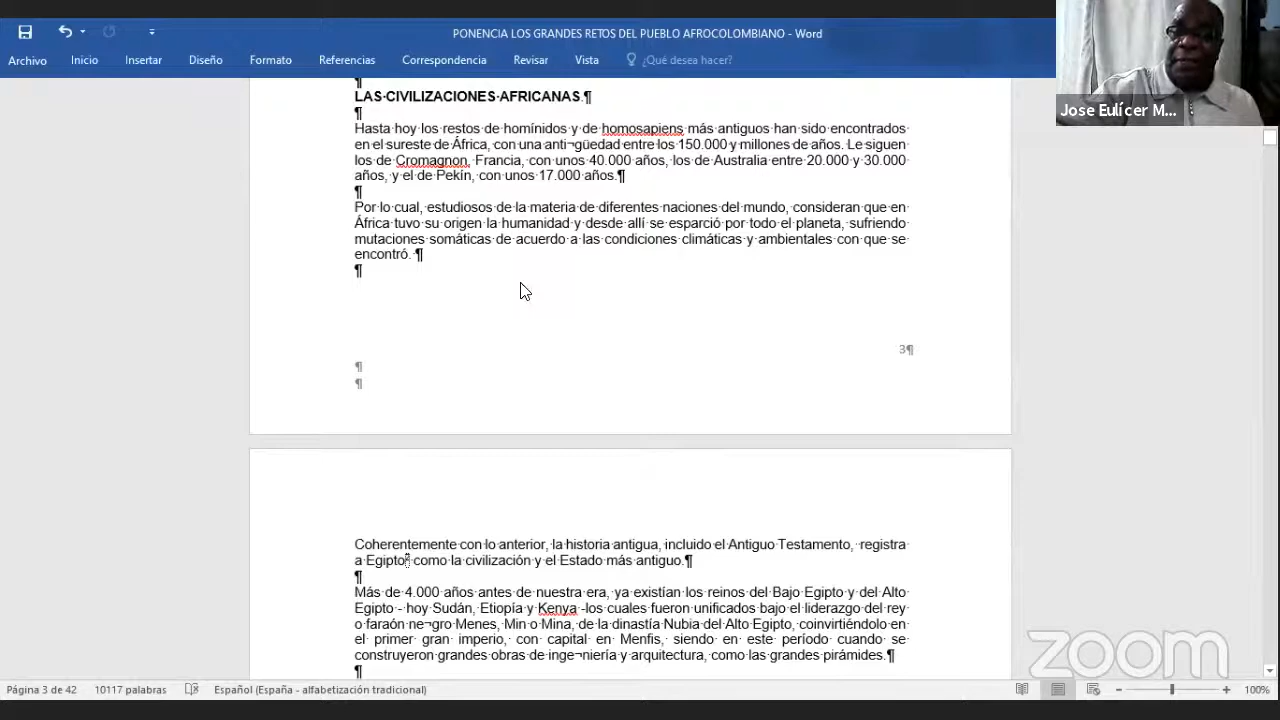 PONENCIA LOS GRANDES RETOS DEL PUEBLO AFROCOLOMBIANO - Word
Archivo Inicio Insertar Diseño Formato Referencias Correspondencia Revisar Vista ¿Qué desea hacer?
Jose Eulícer M...
¶
LAS·CIVILIZACIONES·AFRICANAS.¶
¶
Hasta·hoy·los·restos·de·homínidos·y·de·homosapiens·más·antiguos·han·sido·encontrados·
en·el·sureste·de·África,·con·una·anti¬güedad·entre·los·150.000·y·millones·de·años.·Le·siguen·
los·de·Cromagnon,·Francia,·con·unos·40.000·años,·los·de·Australia·entre·20.000·y·30.000·
años,·y·el·de·Pekín,·con·unos·17.000·años.¶
¶
Por·lo·cual,·estudiosos·de·la·materia·de·diferentes·naciones·del·mundo,·consideran·que·en·
África·tuvo·su·origen·la·humanidad·y·desde·allí·se·esparció·por·todo·el·planeta,·sufriendo·
mutaciones·somáticas·de·acuerdo·a·las·condiciones·climáticas·y·ambientales·con·que·se·
encontró.·¶
¶
3¶
¶
¶
Coherentemente·con·lo·anterior,·la·historia·antigua,·incluido·el·Antiguo·Testamento,··registra·
a·Egipto²·como·la·civilización·y·el·Estado·más·antiguo.¶
¶
Más·de·4.000·años·antes·de·nuestra·era,·ya·existían·los·reinos·del·Bajo·Egipto·y·del·Alto·
Egipto·-·hoy·Sudán,·Etiopía·y·Kenya·-los·cuales·fueron·unificados·bajo·el·liderazgo·del·rey·
o·faraón·ne¬gro·Menes,·Min·o·Mina,·de·la·dinastía·Nubia·del·Alto·Egipto,·coinvirtiéndolo·en·
el·primer·gran·imperio,·con·capital·en·Menfis,·siendo·en·este·período·cuando·se·
construyeron·grandes·obras·de·inge¬niería·y·arquitectura,·como·las·grandes·pirámides.¶
¶
zoom
Página 3 de 42 10117 palabras Español (España - alfabetización tradicional) 100%